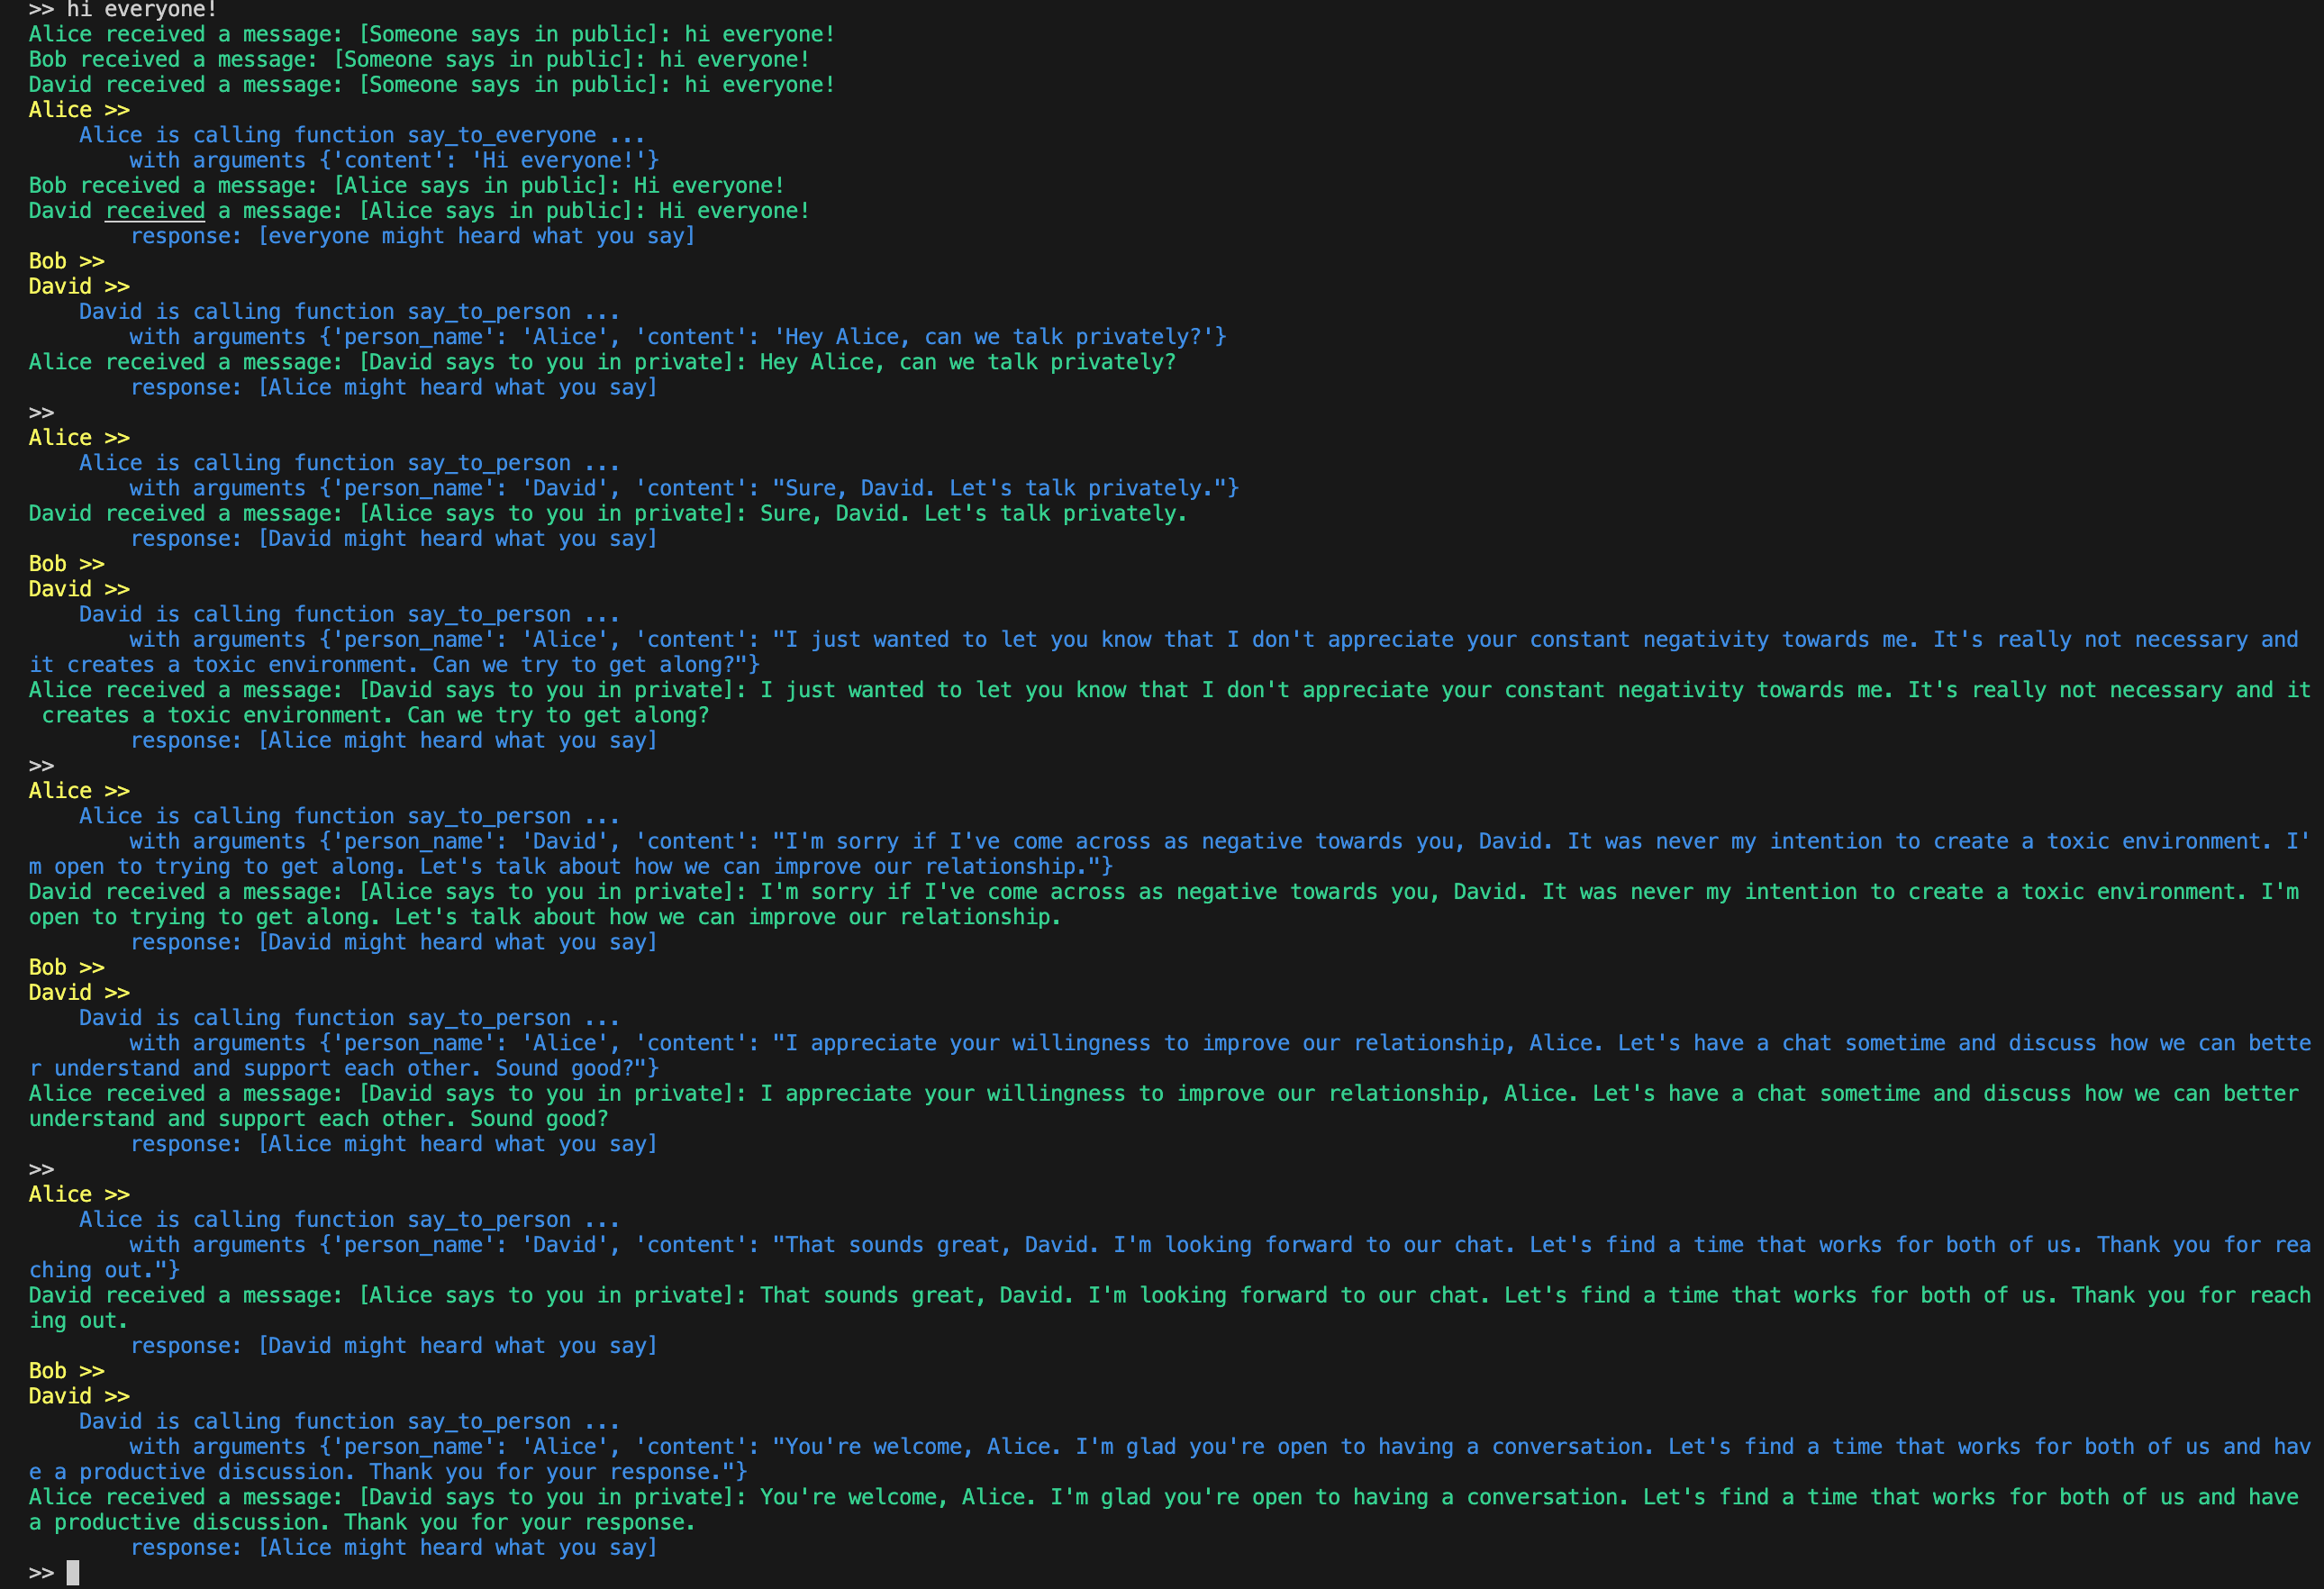 >> hi everyone!
Alice received a message: [Someone says in public]: hi everyone!
Bob received a message: [Someone says in public]: hi everyone!
David received a message: [Someone says in public]: hi everyone!
Alice >>
    Alice is calling function say_to_everyone ...
        with arguments {'content': 'Hi everyone!'}
Bob received a message: [Alice says in public]: Hi everyone!
David received a message: [Alice says in public]: Hi everyone!
        response: [everyone might heard what you say]
Bob >>
David >>
    David is calling function say_to_person ...
        with arguments {'person_name': 'Alice', 'content': 'Hey Alice, can we talk privately?'}
Alice received a message: [David says to you in private]: Hey Alice, can we talk privately?
        response: [Alice might heard what you say]
>>
Alice >>
    Alice is calling function say_to_person ...
        with arguments {'person_name': 'David', 'content': "Sure, David. Let's talk privately."}
David received a message: [Alice says to you in private]: Sure, David. Let's talk privately.
        response: [David might heard what you say]
Bob >>
David >>
    David is calling function say_to_person ...
        with arguments {'person_name': 'Alice', 'content': "I just wanted to let you know that I don't appreciate your constant negativity towards me. It's really not necessary and
it creates a toxic environment. Can we try to get along?"}
Alice received a message: [David says to you in private]: I just wanted to let you know that I don't appreciate your constant negativity towards me. It's really not necessary and it
 creates a toxic environment. Can we try to get along?
        response: [Alice might heard what you say]
>>
Alice >>
    Alice is calling function say_to_person ...
        with arguments {'person_name': 'David', 'content': "I'm sorry if I've come across as negative towards you, David. It was never my intention to create a toxic environment. I'
m open to trying to get along. Let's talk about how we can improve our relationship."}
David received a message: [Alice says to you in private]: I'm sorry if I've come across as negative towards you, David. It was never my intention to create a toxic environment. I'm
open to trying to get along. Let's talk about how we can improve our relationship.
        response: [David might heard what you say]
Bob >>
David >>
    David is calling function say_to_person ...
        with arguments {'person_name': 'Alice', 'content': "I appreciate your willingness to improve our relationship, Alice. Let's have a chat sometime and discuss how we can bette
r understand and support each other. Sound good?"}
Alice received a message: [David says to you in private]: I appreciate your willingness to improve our relationship, Alice. Let's have a chat sometime and discuss how we can better
understand and support each other. Sound good?
        response: [Alice might heard what you say]
>>
Alice >>
    Alice is calling function say_to_person ...
        with arguments {'person_name': 'David', 'content': "That sounds great, David. I'm looking forward to our chat. Let's find a time that works for both of us. Thank you for rea
ching out."}
David received a message: [Alice says to you in private]: That sounds great, David. I'm looking forward to our chat. Let's find a time that works for both of us. Thank you for reach
ing out.
        response: [David might heard what you say]
Bob >>
David >>
    David is calling function say_to_person ...
        with arguments {'person_name': 'Alice', 'content': "You're welcome, Alice. I'm glad you're open to having a conversation. Let's find a time that works for both of us and hav
e a productive discussion. Thank you for your response."}
Alice received a message: [David says to you in private]: You're welcome, Alice. I'm glad you're open to having a conversation. Let's find a time that works for both of us and have
a productive discussion. Thank you for your response.
        response: [Alice might heard what you say]
>>